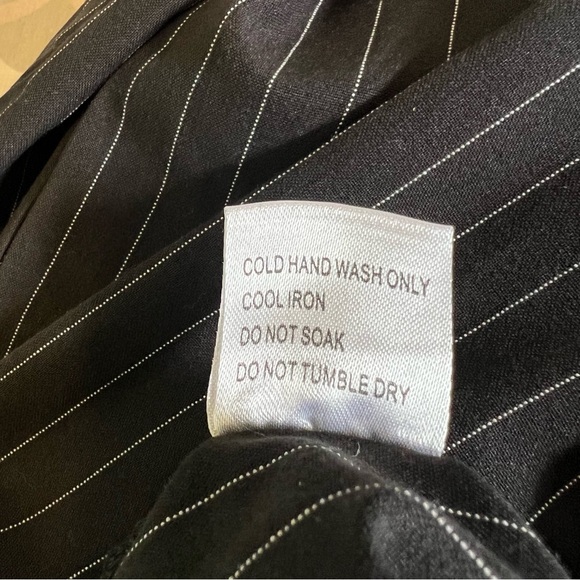 COLD HAND WASH ONLY
COOL IRON
DO NOT SOAK
DO NOT TUMBLE DRY